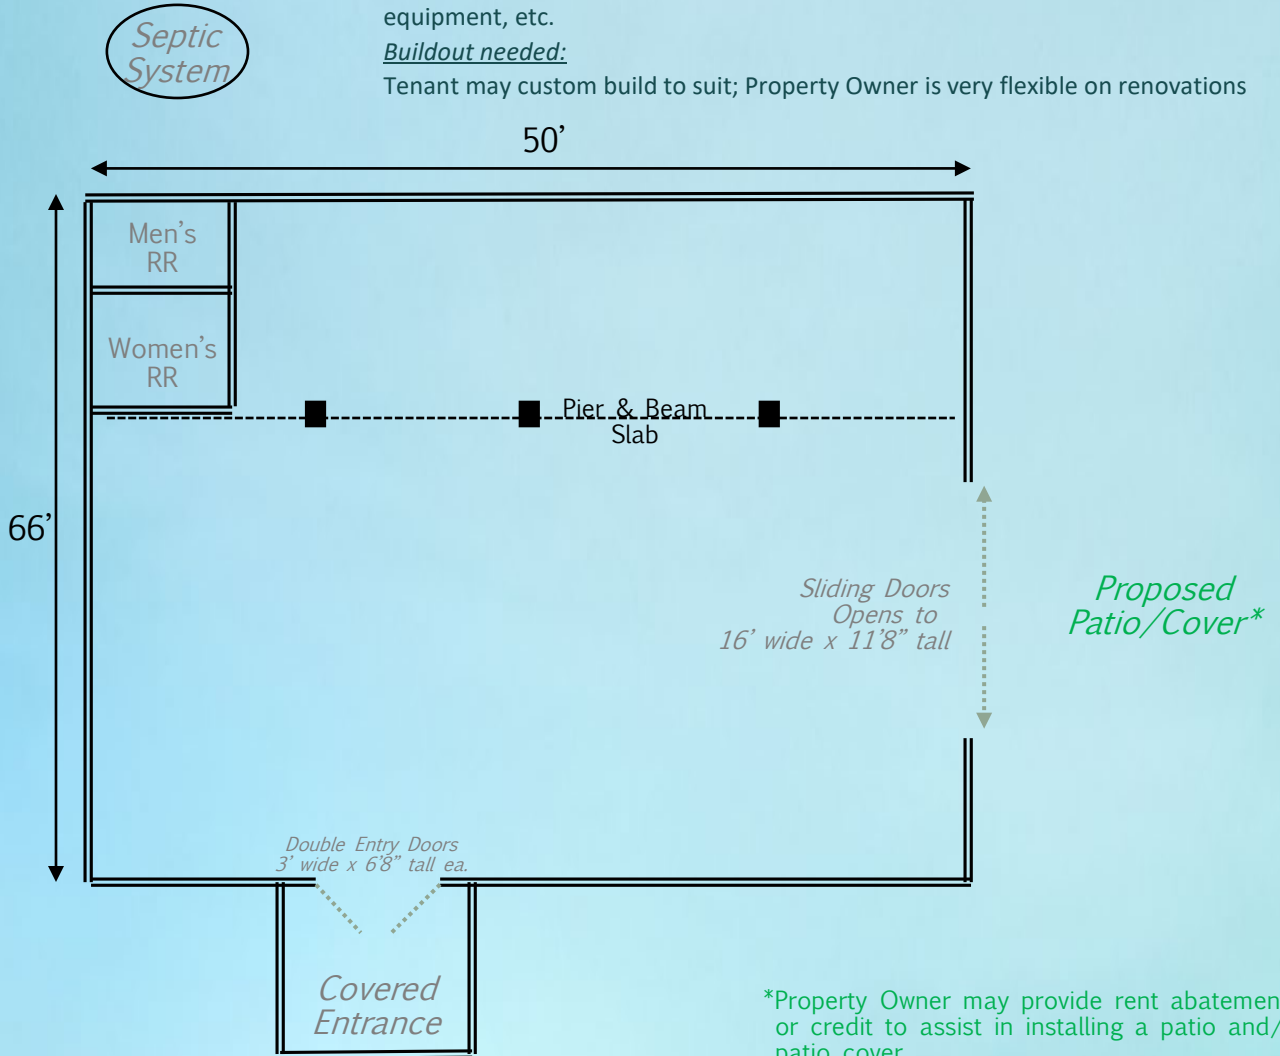 equipment, etc.
Septic
System
Buildout needed:
Tenant may custom build to suit; Property Owner is very flexible on renovations
50’
Men’s
RR
Women’s
RR
Pier & Beam
Slab
66’
Sliding Doors
Opens to
16’ wide x 11’8” tall
Proposed
Patio/Cover*
Double Entry Doors
3’ wide x 6’8” tall ea.
Covered
Entrance
*Property Owner may provide rent abatemen
or credit to assist in installing a patio and/
patio cover